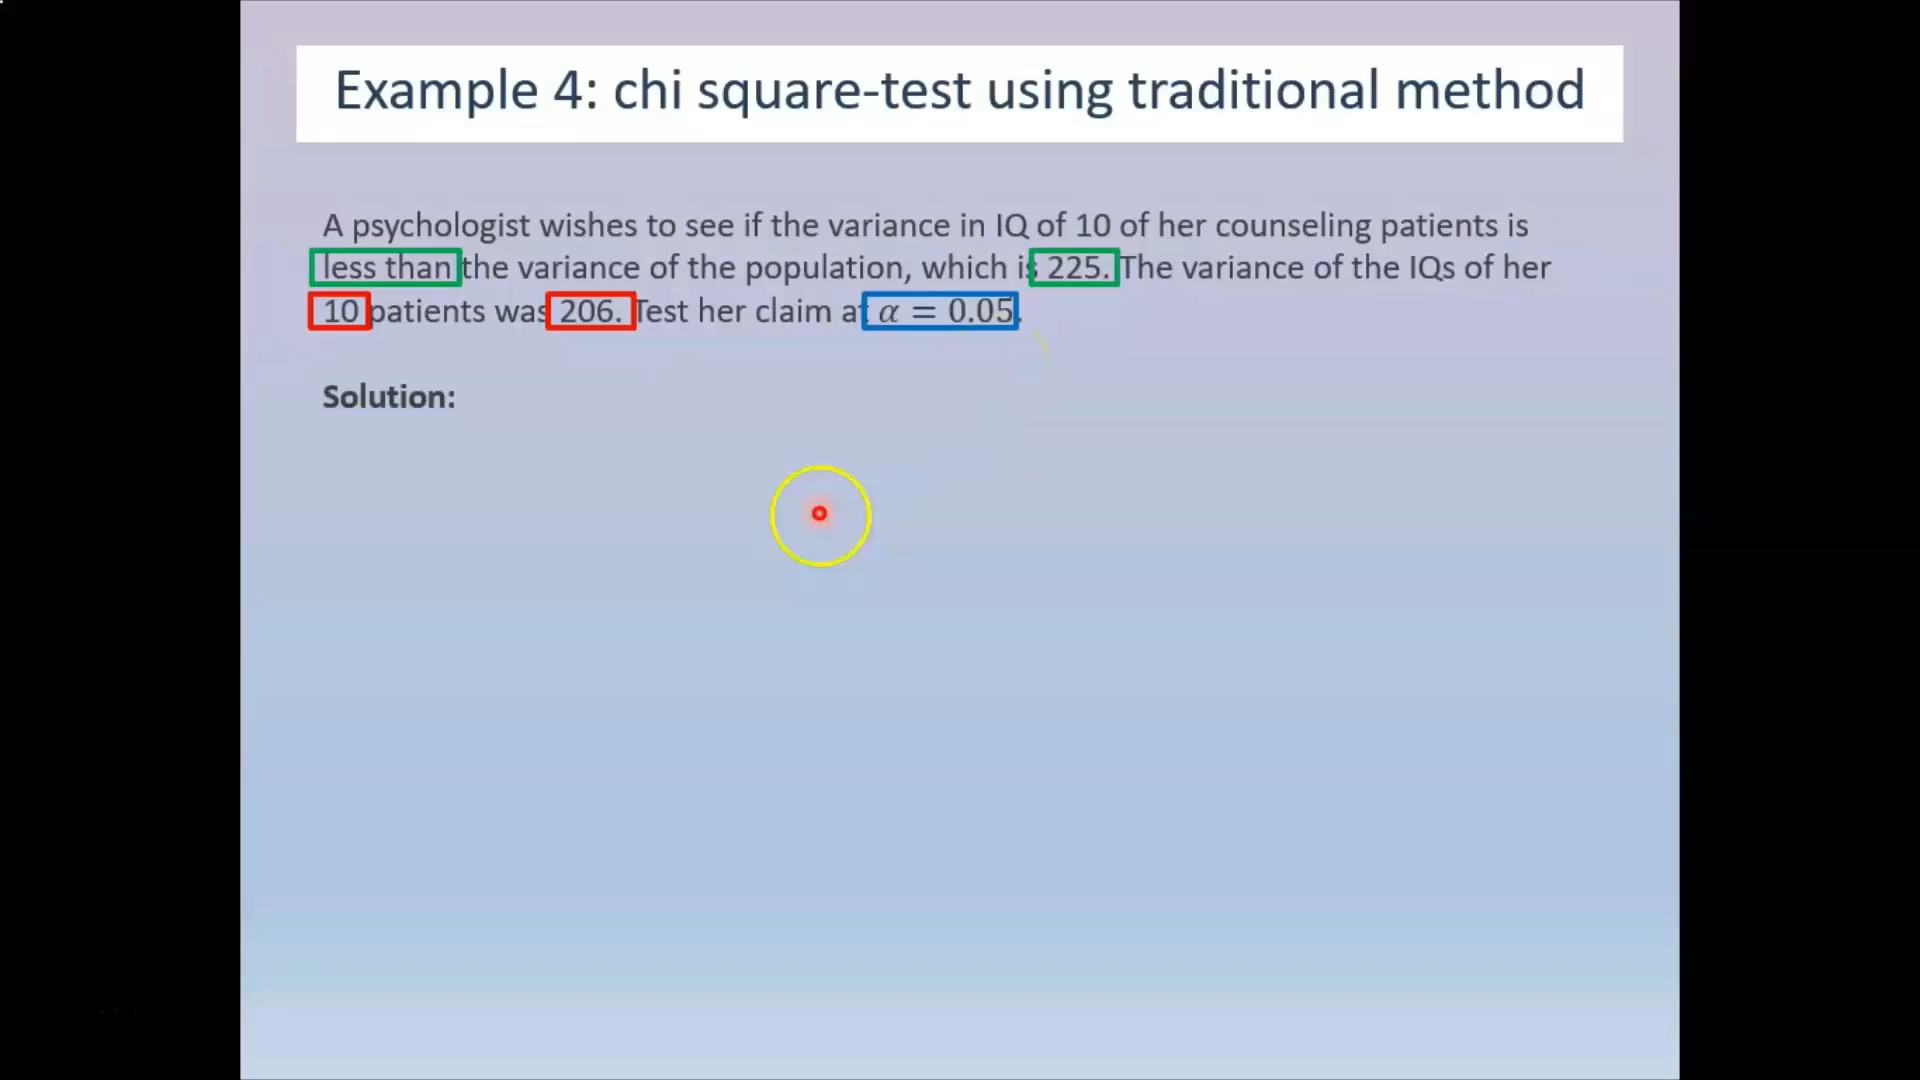 Example 4: chi square-test using traditional method
A psychologist wishes to see if the variance in IQ of 10 of her counseling patients is
less than the variance of the population, which is 225. The variance of the IQs of her
10 patients was 206. Test her claim at α = 0.05.
Solution: